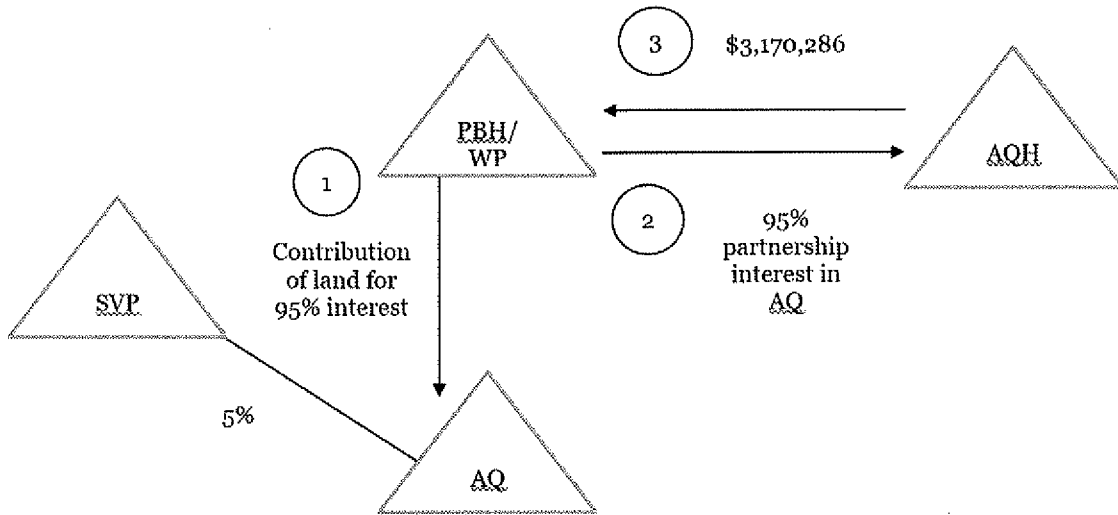 3
$3,170,286
PBH/
WP
AQH
1
2
Contribution
of land for
95% interest
95%
partnership
interest in
AQ
SVP
5%
AQ